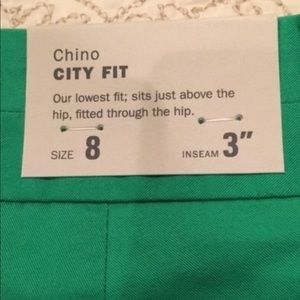 Chino
CITY FIT
Our lowest fit; sits just above the
hip, fitted through the hip.
SIZE 8 INSEAM 3"